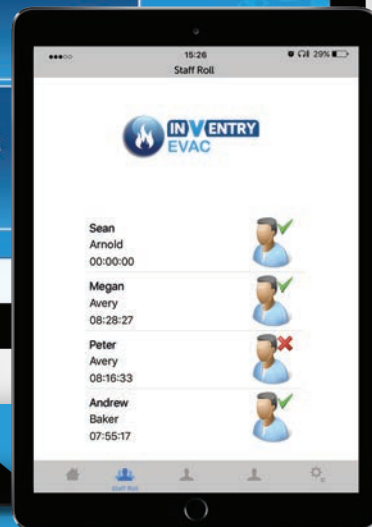 15:26
29%
Staff Roll
INVENTRY
EVAC
Sean
Arnold
00:00:00
Megan
Avery
08:28:27
Peter
Avery
08:16:33
Andrew
Baker
07:55:17
Staff Roll